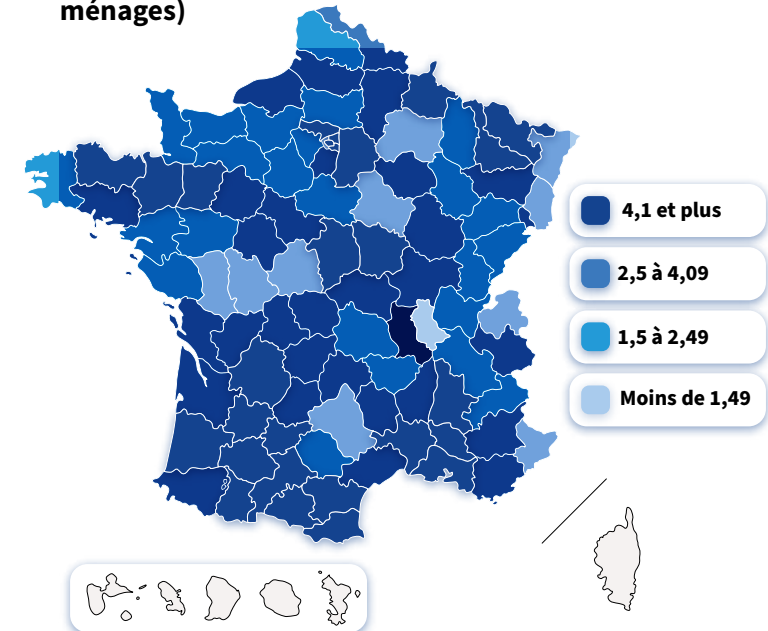 ménages)
4,1 et plus
2,5 à 4,09
1,5 à 2,49
Moins de 1,49